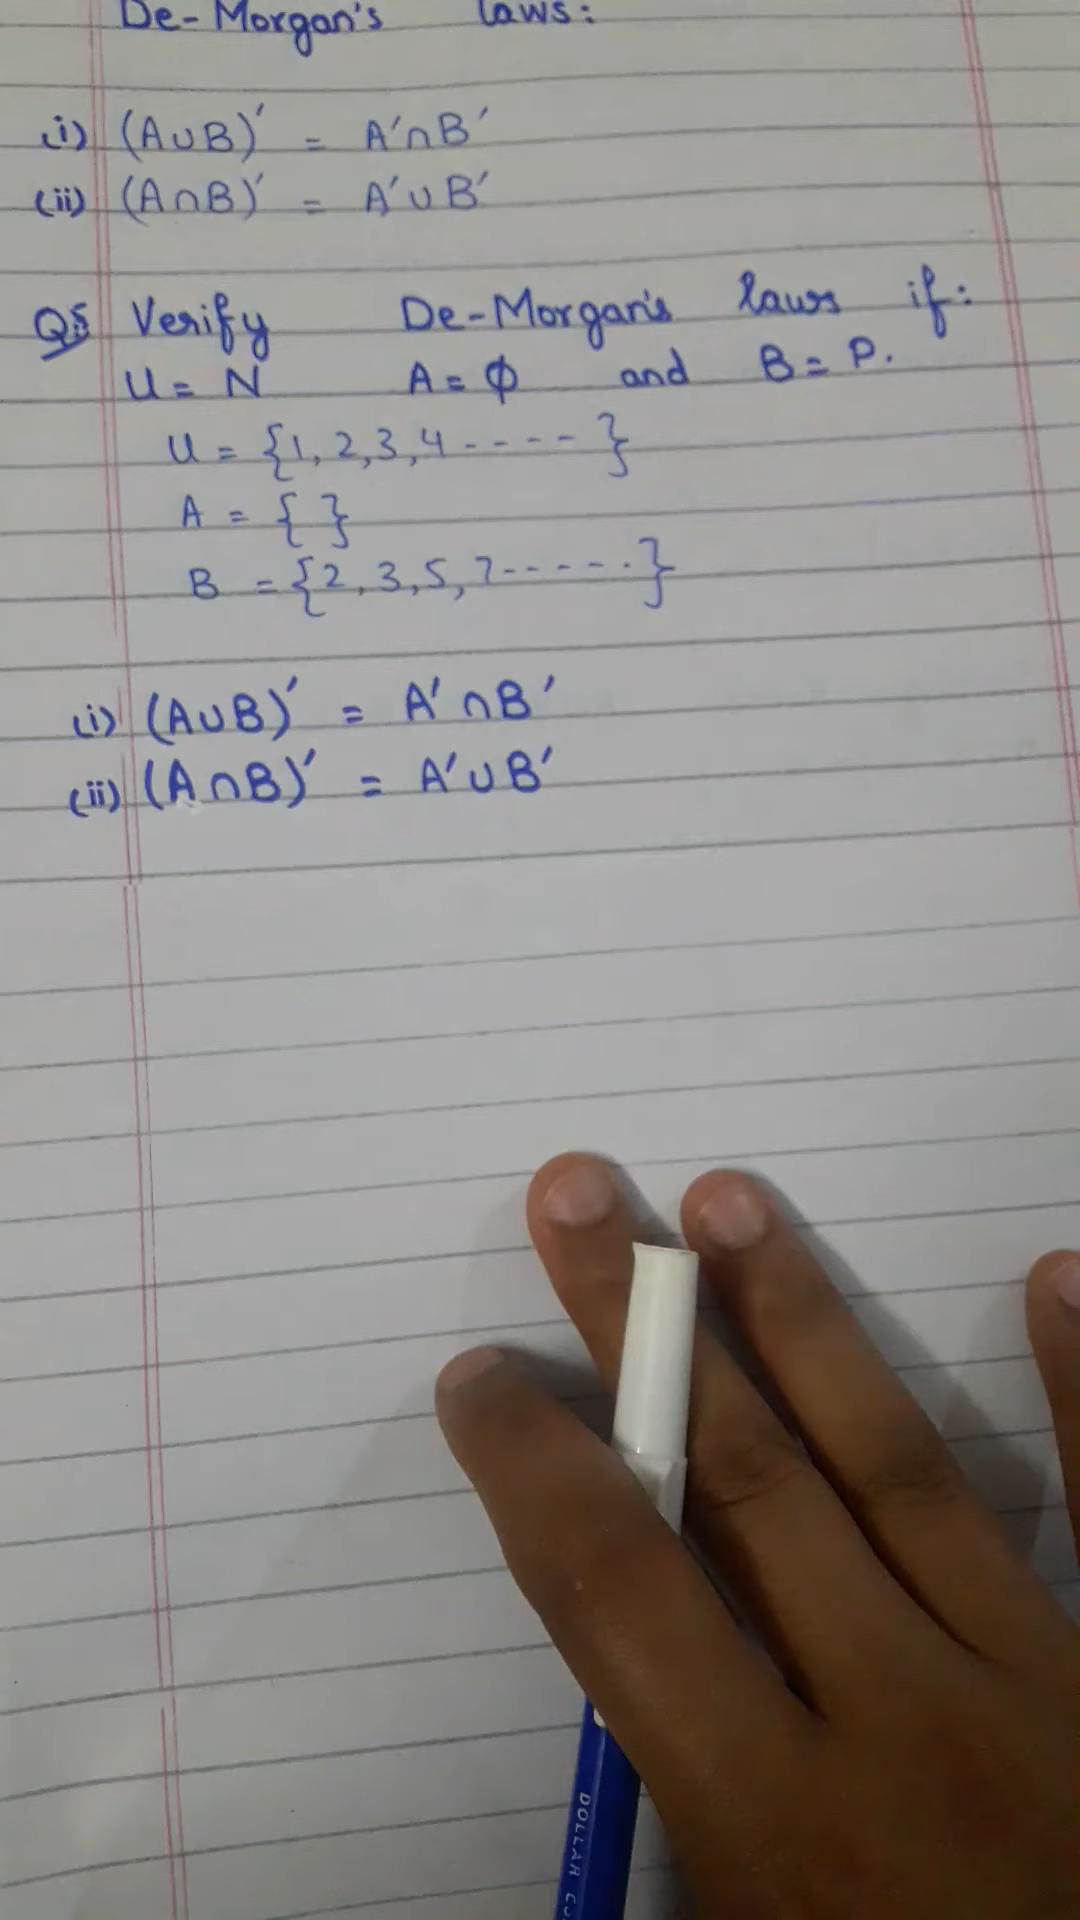 De-Morgan's laws:
(i) (A∪B)′ = A′∩B′
(ii) (A∩B)′ = A′∪B′
Q5 Verify De-Morgan's laws if:
U = N A = Φ and B = P.
U = {1, 2, 3, 4 - - - - }
A = { }
B = {2, 3, 5, 7 - - - - - . }
(i) (A∪B)′ = A′∩B′
(ii) (A∩B)′ = A′∪B′
DOLLAR